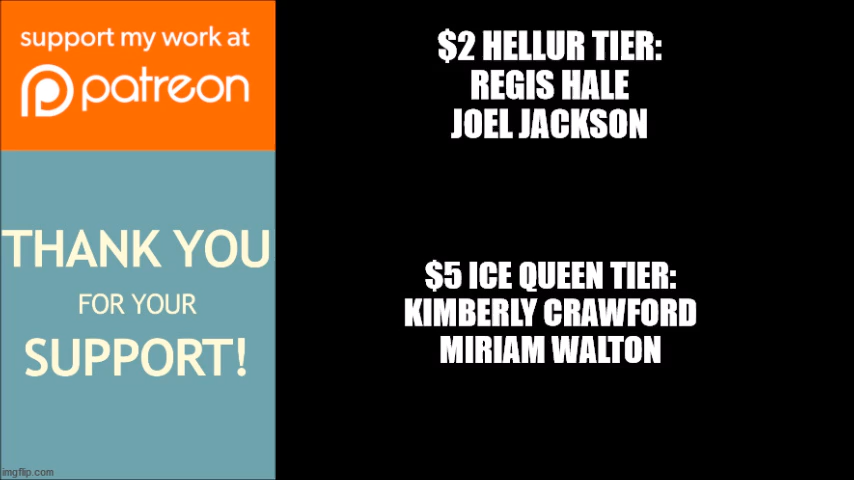 support my work at
patreon
THANK YOU
FOR YOUR
SUPPORT!
$2 HELLUR TIER:
REGIS HALE
JOEL JACKSON
$5 ICE QUEEN TIER:
KIMBERLY CRAWFORD
MIRIAM WALTON
imgflip.com